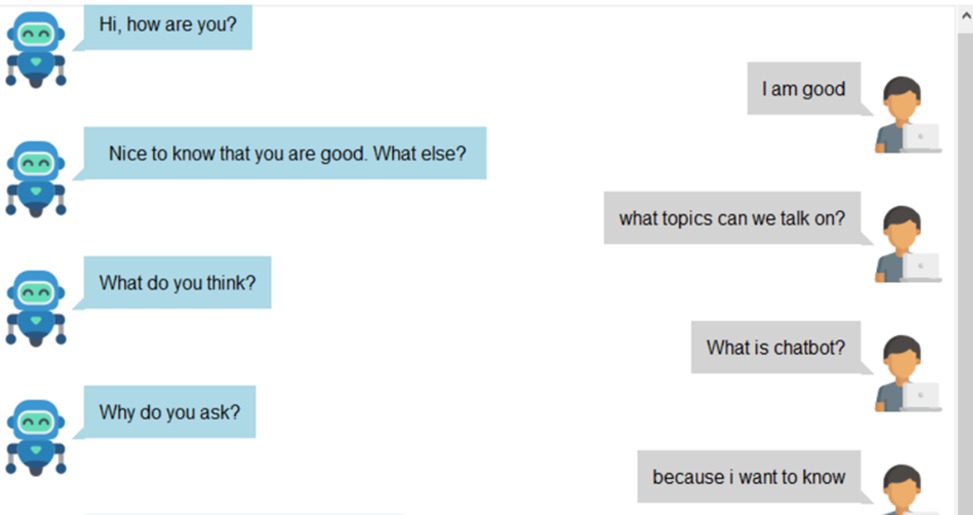 Hi, how are you?
I am good
Nice to know that you are good. What else?
what topics can we talk on?
What do you think?
What is chatbot?
Why do you ask?
because i want to know